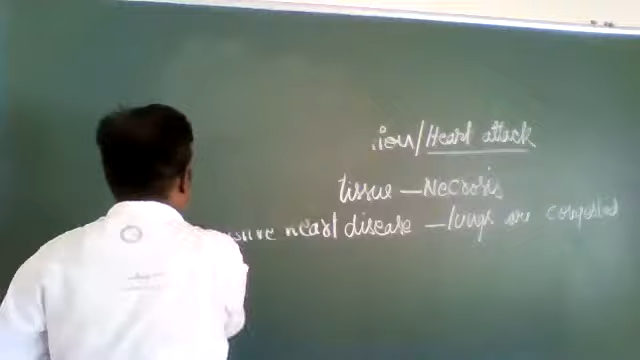 /Heart attack
tissue – Necrosis
heart disease – lungs are congested